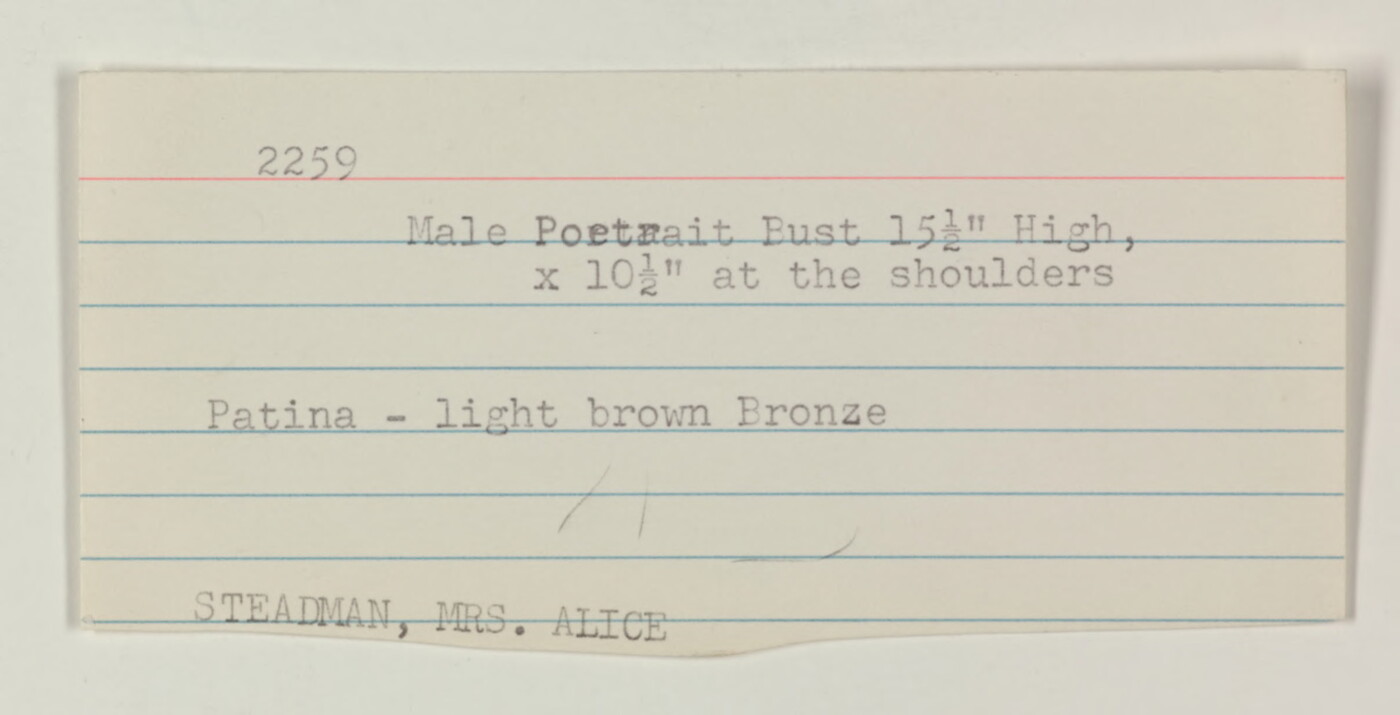 2259
Male Portrait Bust 15½" High,
x 10½" at the shoulders
Patina - light brown Bronze
STEADMAN, MRS. ALICE